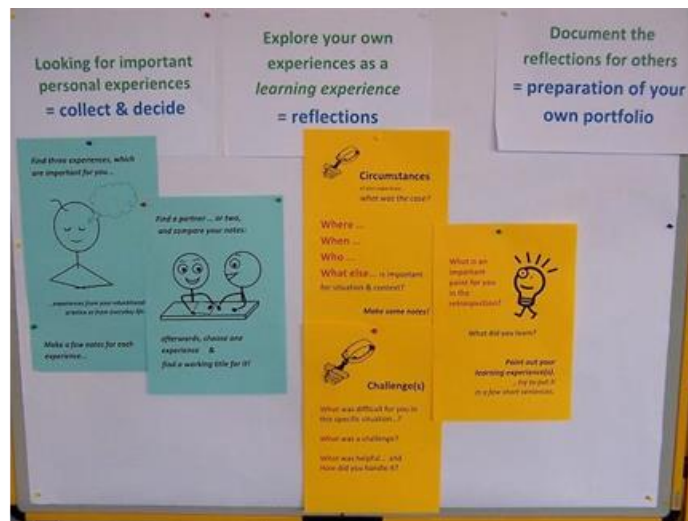 Looking for important
personal experiences
= collect & decide
Explore your own
experiences as a
learning experience
= reflections
Document the
reflections for others
= preparation of your
own portfolio
Find three experiences, which
are important for you...
...experiences from your educational
practice or from everyday life.
Make a few notes for each
experience...
Find a partner ... or two,
and compare your notes:
afterwards, choose one
experience &
find a working title for it!
Circumstances
what was the case?
Where ...
When ...
Who ...
What else... is important
for situation & context?
Make some notes!
Challenge(s)
What was difficult for you in
this specific situation...?
What was a challenge?
What was helpful... and
How did you handle it?
What is an
important
point for you
in the
retrospection?
What did you learn?
Point out your
learning experience(s).
... try to put it
in a few short sentences.